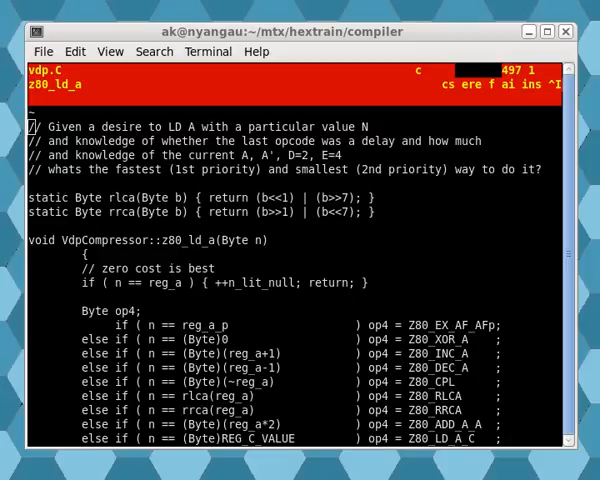 ak@nyangau:~/mtx/hextrain/compiler
File Edit View Search Terminal Help
vdp.C c 497 1
z80_ld_a cs ere f ai ins ^I
~
// Given a desire to LD A with a particular value N
// and knowledge of whether the last opcode was a delay and how much
// and knowledge of the current A, A', D=2, E=4
// whats the fastest (1st priority) and smallest (2nd priority) way to do it?
static Byte rlca(Byte b) { return (b<<1) | (b>>7); }
static Byte rrca(Byte b) { return (b>>1) | (b<<7); }
void VdpCompressor::z80_ld_a(Byte n)
{
// zero cost is best
if ( n == reg_a ) { ++n_lit_null; return; }
Byte op4;
if ( n == reg_a_p ) op4 = Z80_EX_AF_AFp;
else if ( n == (Byte)0 ) op4 = Z80_XOR_A ;
else if ( n == (Byte)(reg_a+1) ) op4 = Z80_INC_A ;
else if ( n == (Byte)(reg_a-1) ) op4 = Z80_DEC_A ;
else if ( n == (Byte)(~reg_a) ) op4 = Z80_CPL ;
else if ( n == rlca(reg_a) ) op4 = Z80_RLCA ;
else if ( n == rrca(reg_a) ) op4 = Z80_RRCA ;
else if ( n == (Byte)(reg_a*2) ) op4 = Z80_ADD_A_A ;
else if ( n == (Byte)REG_C_VALUE ) op4 = Z80_LD_A_C ;